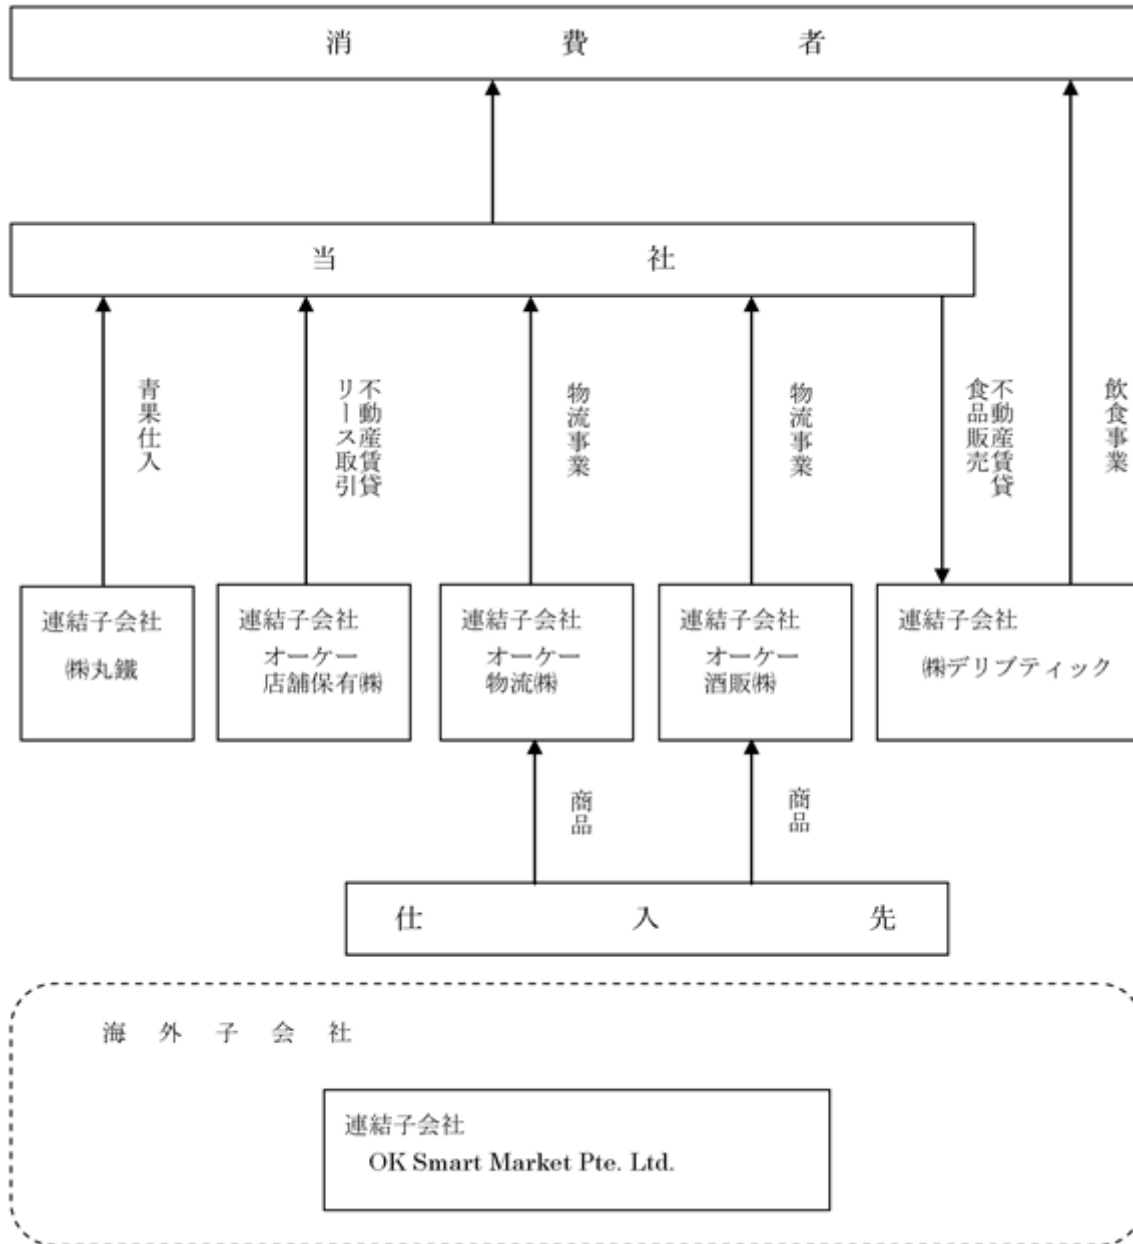 消費者
当社
青果仕入
不動産賃貸
リース取引
物流事業
物流事業
不動産賃貸
食品販売
飲食事業
連結子会社
㈱丸鐵
連結子会社
オーケー
店舗保有㈱
連結子会社
オーケー
物流㈱
連結子会社
オーケー
酒販㈱
連結子会社
㈱デリブティック
商品
商品
仕入先
海外子会社
連結子会社
OK Smart Market Pte. Ltd.